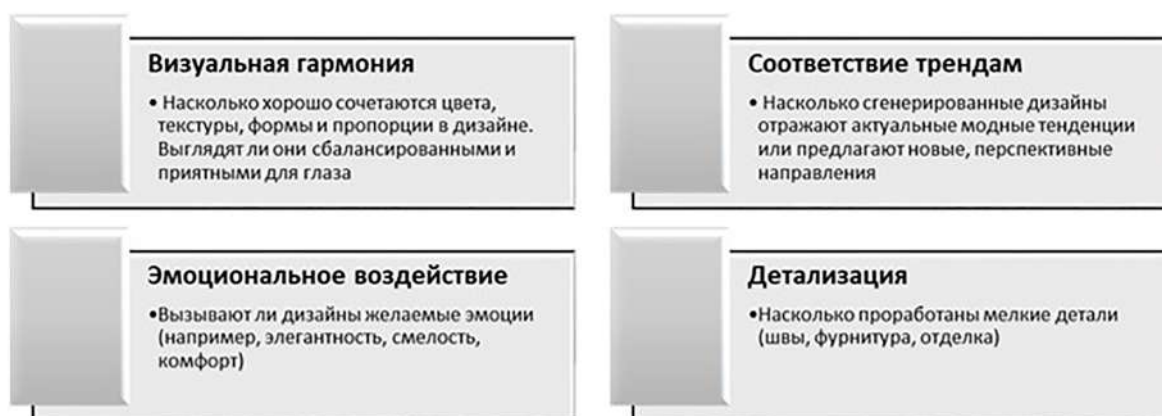 Визуальная гармония
• Насколько хорошо сочетаются цвета,
текстуры, формы и пропорции в дизайне.
Выглядят ли они сбалансированными и
приятными для глаза
Соответствие трендам
• Насколько сгенерированные дизайны
отражают актуальные модные тенденции
или предлагают новые, перспективные
направления
Эмоциональное воздействие
•Вызывают ли дизайны желаемые эмоции
(например, элегантность, смелость,
комфорт)
Детализация
•Насколько проработаны мелкие детали
(швы, фурнитура, отделка)